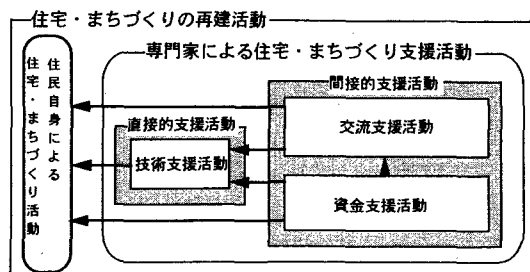 住宅・まちづくりの再建活動
専門家による住宅・まちづくり支援活動
住民自身による
住宅・まちづくり活動
直接的支援活動
技術支援活動
間接的支援活動
交流支援活動
資金支援活動